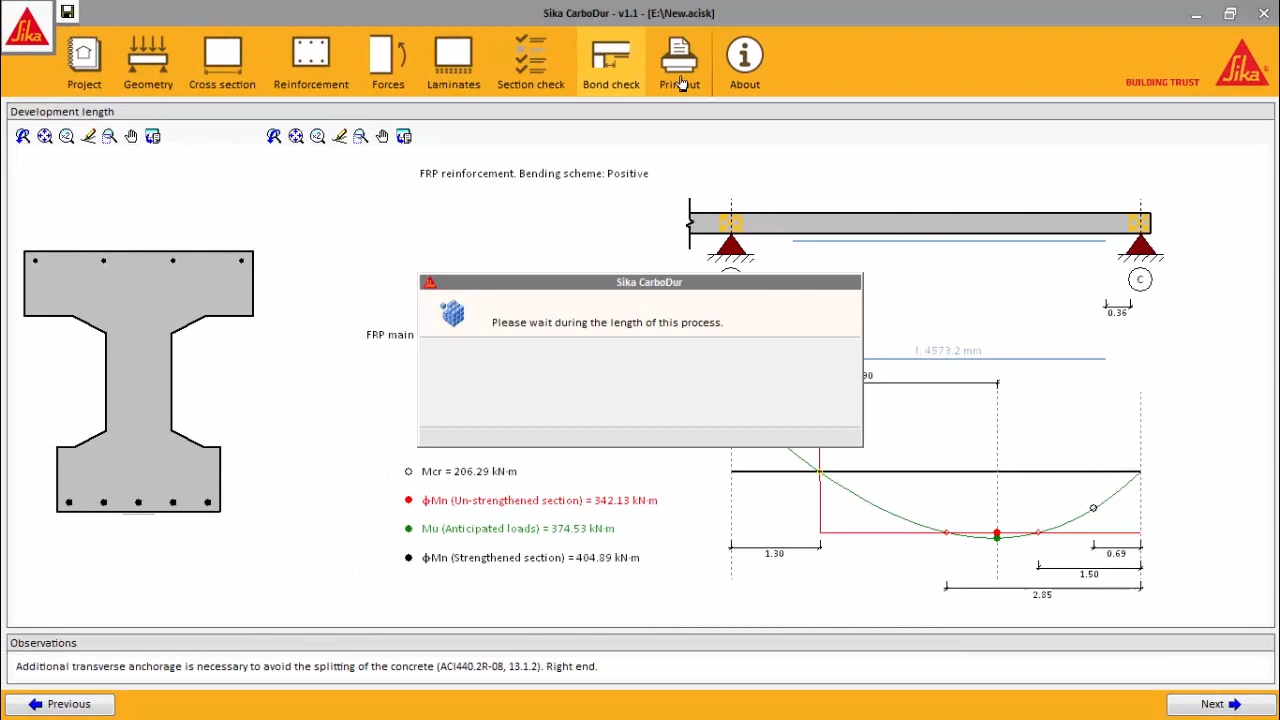 Sika CarboDur - v1.1 - [E:\New.acisk]
Sika
Project
Geometry
Cross section
Reinforcement
Forces
Laminates
Section check
Bond check
About
BUILDING TRUST
Sika
Development length
FRP reinforcement. Bending scheme: Positive
C
0.36
Sika CarboDur
Please wait during the length of this process.
FRP main
l: 4573.2 mm
90
Mcr = 206.29 kN·m
ϕMn (Un-strengthened section) = 342.13 kN·m
Mu (Anticipated loads) = 374.53 kN·m
ϕMn (Strengthened section) = 404.89 kN·m
1.30
0.69
1.50
2.85
Observations
Additional transverse anchorage is necessary to avoid the splitting of the concrete (ACI440.2R-08, 13.1.2). Right end.
Previous
Next